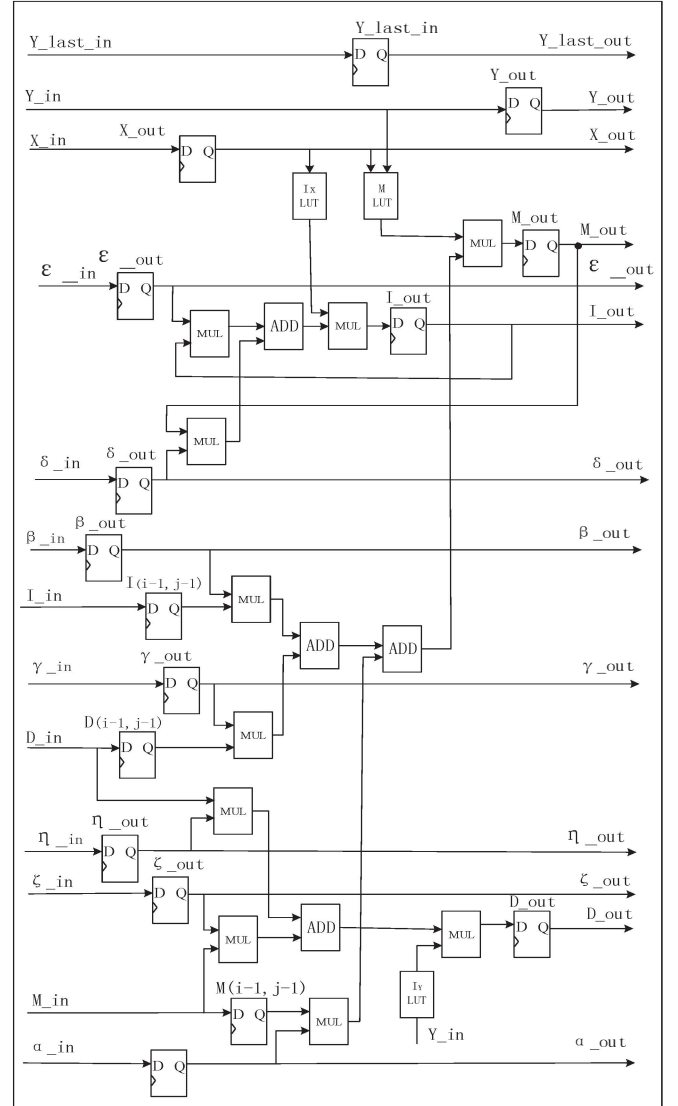 Y_last_in Y_last_in Y_last_out
D Q
Y_in Y_out Y_out
D Q
X_in X_out X_out
D Q
Ix LUT
M LUT
MUL
M_out M_out
D Q
ε_in ε_out ε_out
D Q
MUL
ADD
MUL
I_out I_out
D Q
MUL
δ_in δ_out δ_out
D Q
β_in β_out β_out
D Q
I_in I(i-1, j-1)
D Q
MUL
ADD
ADD
γ_in γ_out γ_out
D Q
MUL
D_in D(i-1, j-1)
D Q
MUL
η_in η_out η_out
D Q
ζ_in ζ_out ζ_out
D Q
MUL
ADD
MUL
D_out D_out
D Q
IY LUT
Y_in
M_in M(i-1, j-1)
D Q
MUL
α_in α_out
D Q